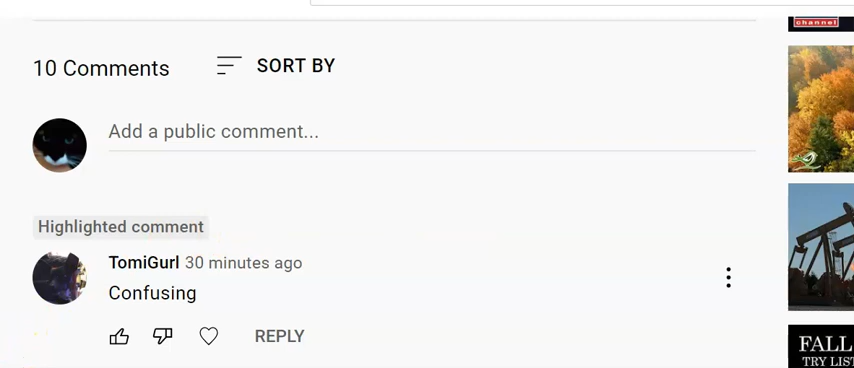 channel
10 Comments
SORT BY
Add a public comment...
Highlighted comment
TomiGurl 30 minutes ago
Confusing
REPLY
FALL
TRY LIST